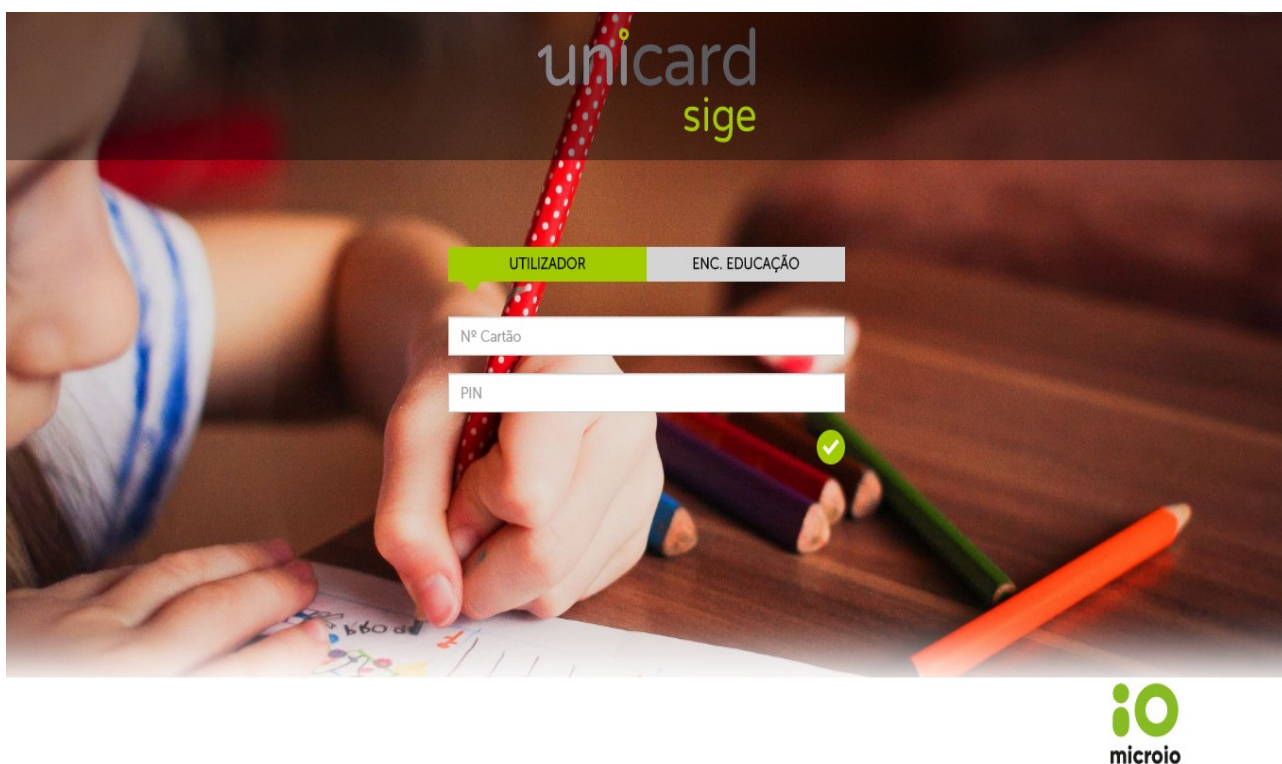 unicard
sige
UTILIZADOR
ENC. EDUCAÇÃO
Nº Cartão
PIN
microio